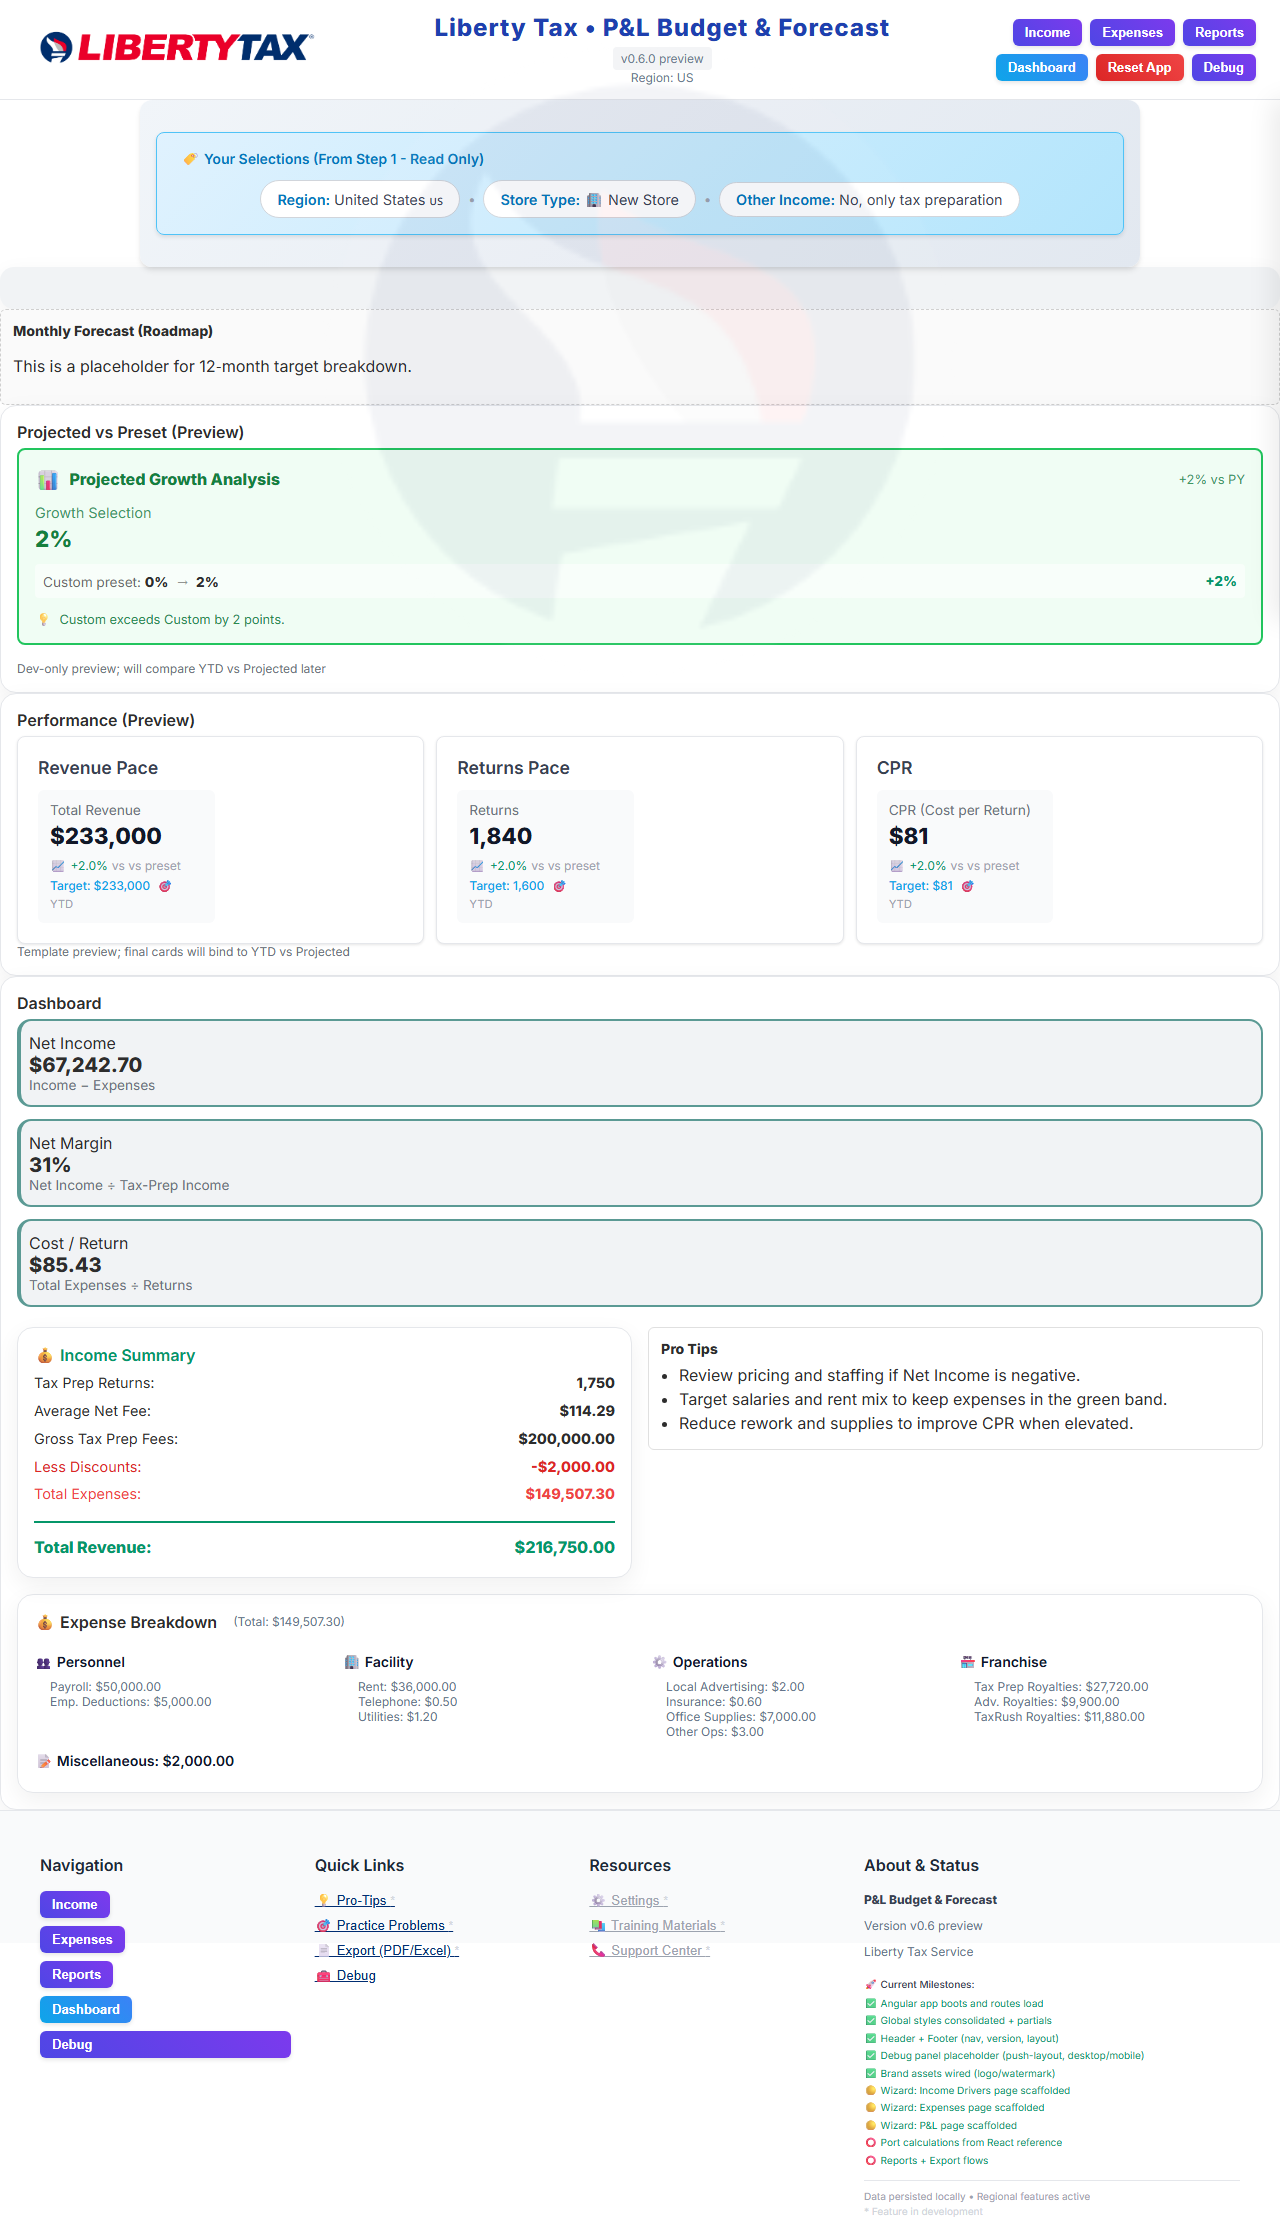 LIBERTYTAX®
Liberty Tax • P&L Budget & Forecast
v0.6.0 preview
Region: US
Income
Expenses
Reports
Dashboard
Reset App
Debug
🏷️ Your Selections (From Step 1 - Read Only)
Region: United States US • Store Type: 🏢 New Store • Other Income: No, only tax preparation
Monthly Forecast (Roadmap)
This is a placeholder for 12-month target breakdown.
Projected vs Preset (Preview)
📊 Projected Growth Analysis
+2% vs PY
Growth Selection
2%
Custom preset: 0% → 2%
+2%
💡 Custom exceeds Custom by 2 points.
Dev-only preview; will compare YTD vs Projected later
Performance (Preview)
Revenue Pace
Total Revenue
$233,000
📈 +2.0% vs vs preset
Target: $233,000 🎯
YTD
Returns Pace
Returns
1,840
📈 +2.0% vs vs preset
Target: 1,600 🎯
YTD
CPR
CPR (Cost per Return)
$81
📈 +2.0% vs vs preset
Target: $81 🎯
YTD
Template preview; final cards will bind to YTD vs Projected
Dashboard
Net Income
$67,242.70
Income – Expenses
Net Margin
31%
Net Income ÷ Tax-Prep Income
Cost / Return
$85.43
Total Expenses ÷ Returns
💰 Income Summary
Tax Prep Returns: 1,750
Average Net Fee: $114.29
Gross Tax Prep Fees: $200,000.00
Less Discounts: -$2,000.00
Total Expenses: $149,507.30
Total Revenue: $216,750.00
Pro Tips
• Review pricing and staffing if Net Income is negative.
• Target salaries and rent mix to keep expenses in the green band.
• Reduce rework and supplies to improve CPR when elevated.
💰 Expense Breakdown (Total: $149,507.30)
👥 Personnel
Payroll: $50,000.00
Emp. Deductions: $5,000.00
🏢 Facility
Rent: $36,000.00
Telephone: $0.50
Utilities: $1.20
⚙️ Operations
Local Advertising: $2.00
Insurance: $0.60
Office Supplies: $7,000.00
Other Ops: $3.00
🏪 Franchise
Tax Prep Royalties: $27,720.00
Adv. Royalties: $9,900.00
TaxRush Royalties: $11,880.00
📝 Miscellaneous: $2,000.00
Navigation
Income
Expenses
Reports
Dashboard
Debug
Quick Links
💡 Pro-Tips *
🎯 Practice Problems *
📄 Export (PDF/Excel) *
🧰 Debug
Resources
⚙️ Settings *
📚 Training Materials *
📞 Support Center *
About & Status
P&L Budget & Forecast
Version v0.6 preview
Liberty Tax Service
🚀 Current Milestones:
✅ Angular app boots and routes load
✅ Global styles consolidated + partials
✅ Header + Footer (nav, version, layout)
✅ Debug panel placeholder (push-layout, desktop/mobile)
✅ Brand assets wired (logo/watermark)
🟡 Wizard: Income Drivers page scaffolded
🟡 Wizard: Expenses page scaffolded
🟡 Wizard: P&L page scaffolded
⭕ Port calculations from React reference
⭕ Reports + Export flows
Data persisted locally • Regional features active
* Feature in development